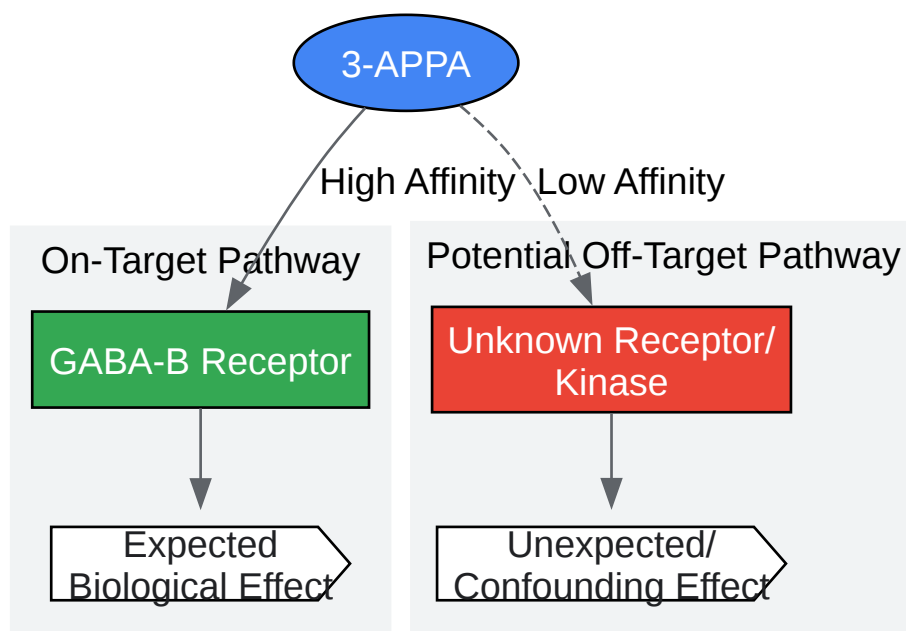 3-APPA
High Affinity
Low Affinity
On-Target Pathway
Potential Off-Target Pathway
GABA-B Receptor
Unknown Receptor/
Kinase
Expected
Biological Effect
Unexpected/
Confounding Effect